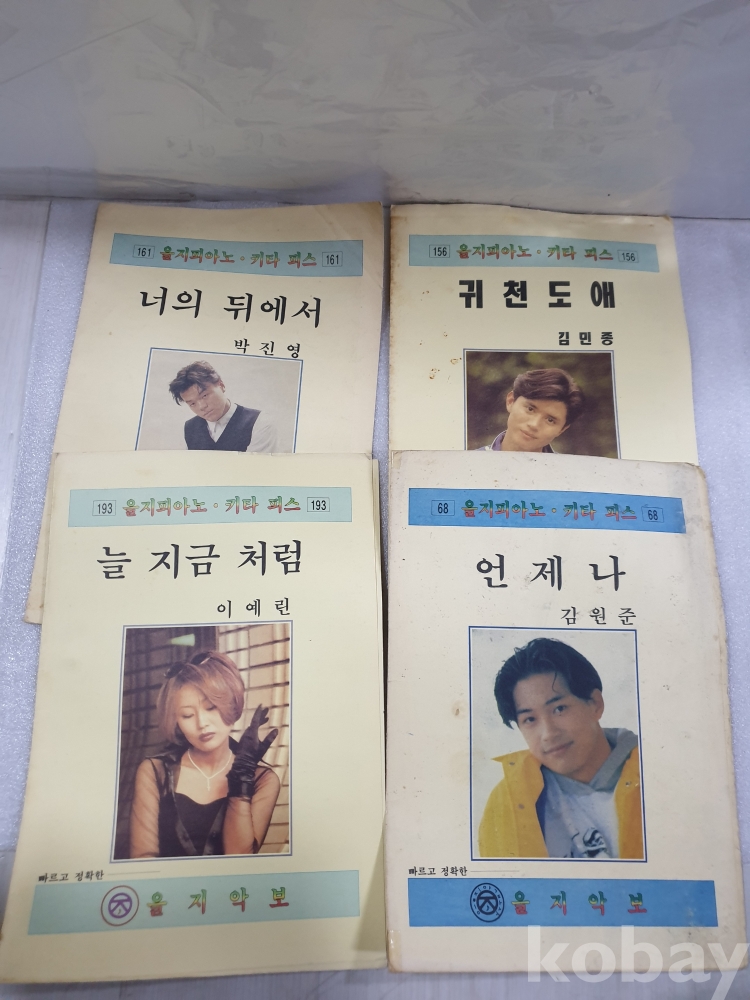 161 을지피아노 · 키타 피스 161
너의 뒤에서
박진영
156 을지피아노 · 키타 피스 156
귀천도애
김민종
193 을지피아노 · 키타 피스 193
늘 지금 처럼
이예린
빠르고 정확한
을지악보
68 을지피아노 · 키타 피스 68
언제나
김원준
빠르고 정확한
을지악보
kobay